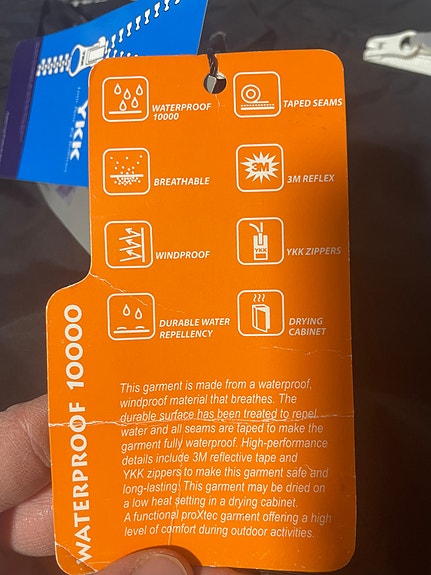 YKK
WATERPROOF
10000
TAPED SEAMS
BREATHABLE
3M
3M REFLEX
WINDPROOF
YKK
YKK ZIPPERS
DURABLE WATER
REPELLENCY
DRYING
CABINET
WATERPROOF 10000
This garment is made from a waterproof,
windproof material that breathes. The
durable surface has been treated to repel
water and all seams are taped to make the
garment fully waterproof. High-performance
details include 3M reflective tape and
YKK zippers to make this garment safe and
long-lasting. This garment may be dried on
a low heat setting in a drying cabinet.
A functional proXtec garment offering a high
level of comfort during outdoor activities.